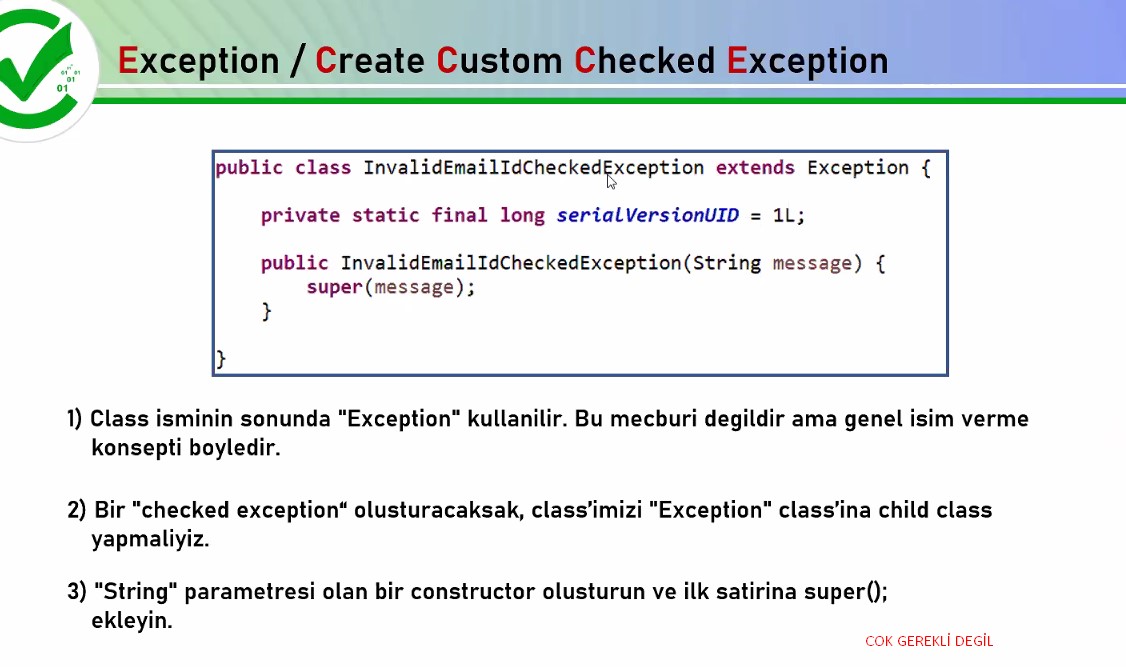 01 01
01
01
Exception / Create Custom Checked Exception
public class InvalidEmailIdCheckedException extends Exception {
private static final long serialVersionUID = 1L;
public InvalidEmailIdCheckedException(String message) {
super(message);
}
}
1) Class isminin sonunda "Exception" kullanilir. Bu mecburi degildir ama genel isim verme
konsepti boyledir.
2) Bir "checked exception“ olusturacaksak, class’imizi "Exception" class’ina child class
yapmaliyiz.
3) "String" parametresi olan bir constructor olusturun ve ilk satirina super();
ekleyin.
COK GEREKLİ DEGİL